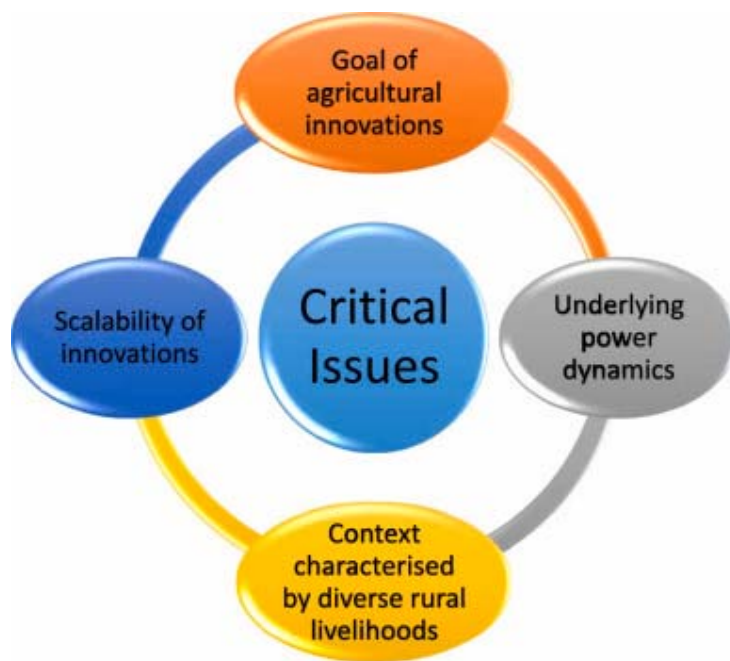 Goal of
agricultural
innovations
Scalability of
innovations
Critical
Issues
Underlying
power
dynamics
Context
characterised
by diverse rural
livelihoods